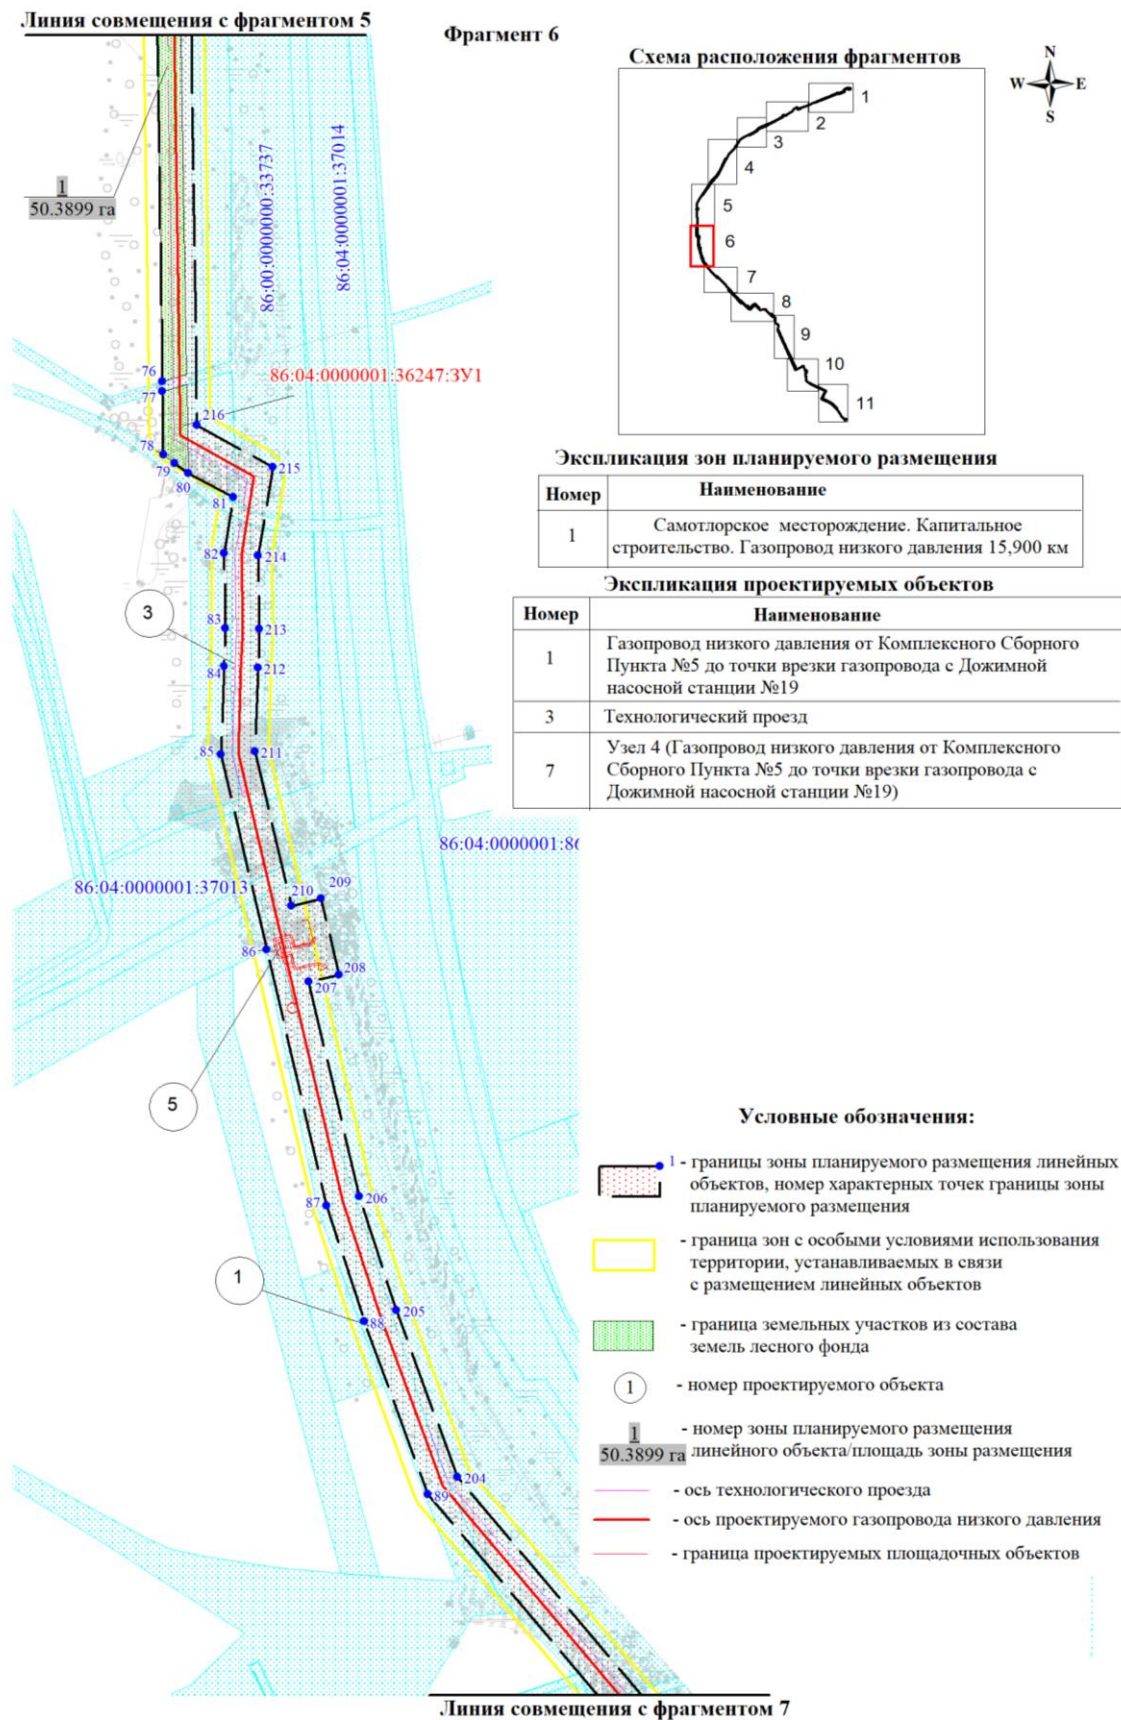 Линия совмещения с фрагментом 5
Фрагмент 6
Схема расположения фрагментов
N
W E
S
1
2
3
4
5
6
7
8
9
10
11
1
50.3899 га
86:00:0000000:33737
86:04:0000001:37014
86:04:0000001:36247:ЗУ1
76
77
216
78
79
80
215
81
82
214
3
83
213
84
212
85
211
86:04:0000001:86
86:04:0000001:37013
210
209
86
208
207
5
87
206
1
88
205
204
89
Экспликация зон планируемого размещения
Номер Наименование
1 Самотлорское месторождение. Капитальное
строительство. Газопровод низкого давления 15,900 км
Экспликация проектируемых объектов
Номер Наименование
1 Газопровод низкого давления от Комплексного Сборного
Пункта №5 до точки врезки газопровода с Дожимной
насосной станции №19
3 Технологический проезд
7 Узел 4 (Газопровод низкого давления от Комплексного
Сборного Пункта №5 до точки врезки газопровода с
Дожимной насосной станции №19)
Условные обозначения:
1 - границы зоны планируемого размещения линейных
объектов, номер характерных точек границы зоны
планируемого размещения
- граница зон с особыми условиями использования
территории, устанавливаемых в связи
с размещением линейных объектов
- граница земельных участков из состава
земель лесного фонда
1 - номер проектируемого объекта
1 - номер зоны планируемого размещения
50.3899 га линейного объекта/площадь зоны размещения
- ось технологического проезда
- ось проектируемого газопровода низкого давления
- граница проектируемых площадочных объектов
Линия совмещения с фрагментом 7